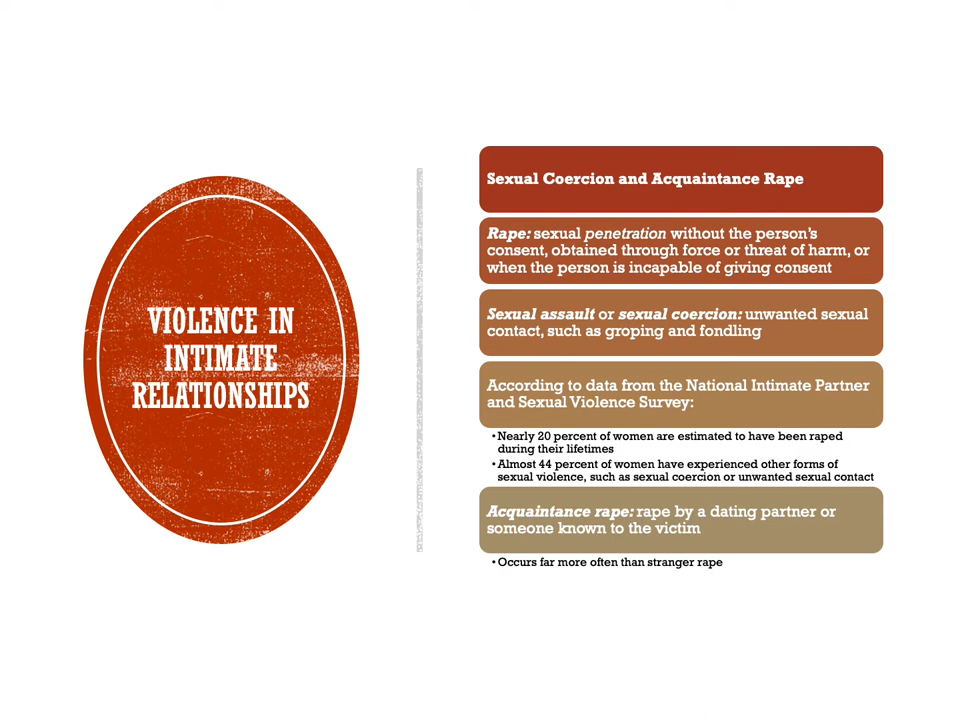 VIOLENCE IN
INTIMATE
RELATIONSHIPS
Sexual Coercion and Acquaintance Rape
Rape: sexual penetration without the person's
consent, obtained through force or threat of harm, or
when the person is incapable of giving consent
Sexual assault or sexual coercion: unwanted sexual
contact, such as groping and fondling
According to data from the National Intimate Partner
and Sexual Violence Survey:
•Nearly 20 percent of women are estimated to have been raped
during their lifetimes
•Almost 44 percent of women have experienced other forms of
sexual violence, such as sexual coercion or unwanted sexual contact
Acquaintance rape: rape by a dating partner or
someone known to the victim
•Occurs far more often than stranger rape